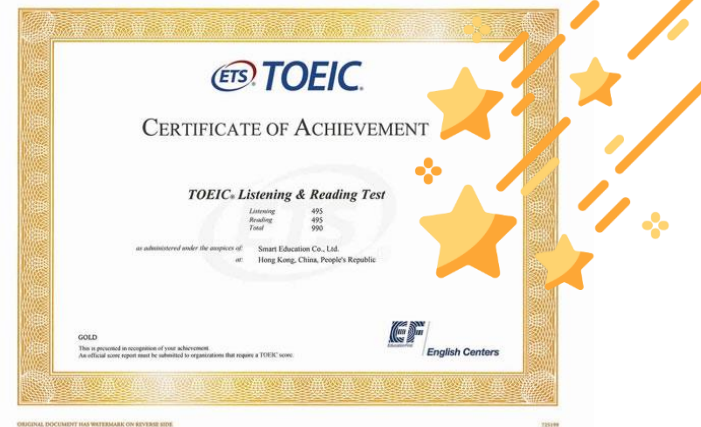 ETS TOEIC
CERTIFICATE OF ACHIEVEMENT
TOEIC® Listening & Reading Test
Listening 495
Reading 495
Total 990
as administered under the auspices of: Smart Education Co., Ltd.
at: Hong Kong, China, People's Republic
GOLD
This is presented in recognition of your achievement.
An official score report must be submitted to organizations that require a TOEIC score.
EF
English Centers
ORIGINAL DOCUMENT HAS WATERMARK ON REVERSE SIDE